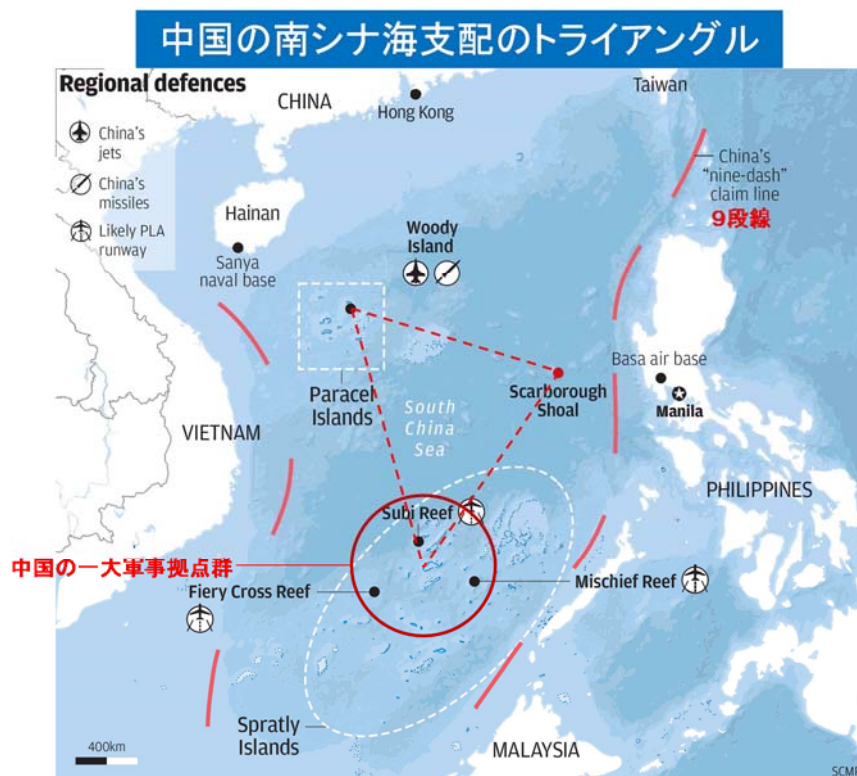 中国の南シナ海支配のトライアングル
Regional defences
China's
jets
China's
missiles
Likely PLA
runway
CHINA
Hong Kong
Taiwan
China's
"nine-dash"
claim line
9段線
Hainan
Sanya
naval base
Woody
Island
Paracel
Islands
Scarborough
Shoal
Basa air base
Manila
South
China
Sea
VIETNAM
PHILIPPINES
Subi Reef
中国の一大軍事拠点群
Fiery Cross Reef
Mischief Reef
Spratly
Islands
MALAYSIA
400km
SCMP